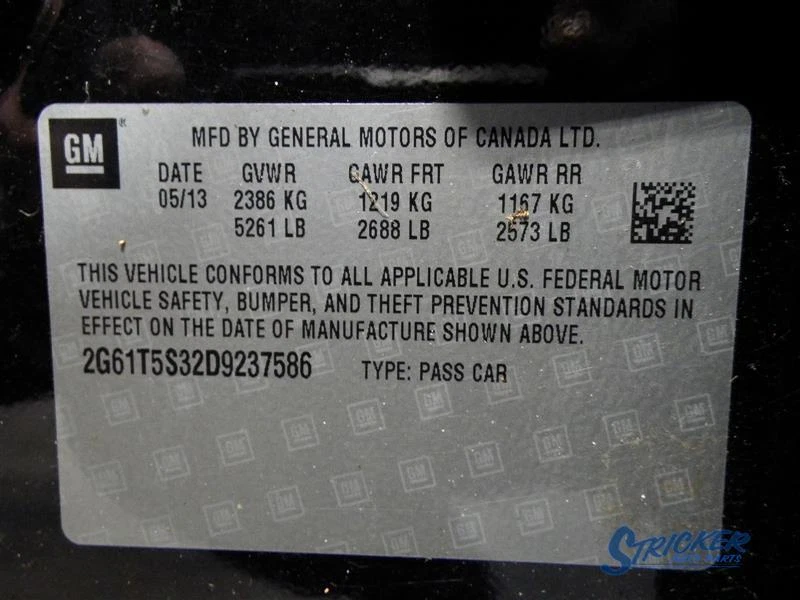 GM
MFD BY GENERAL MOTORS OF CANADA LTD.
DATE GVWR GAWR FRT GAWR RR
05/13 2386 KG 1219 KG 1167 KG
5261 LB 2688 LB 2573 LB
THIS VEHICLE CONFORMS TO ALL APPLICABLE U.S. FEDERAL MOTOR
VEHICLE SAFETY, BUMPER, AND THEFT PREVENTION STANDARDS IN
EFFECT ON THE DATE OF MANUFACTURE SHOWN ABOVE.
2G61T5S32D9237586 TYPE: PASS CAR
STRICKER
AUTO PARTS